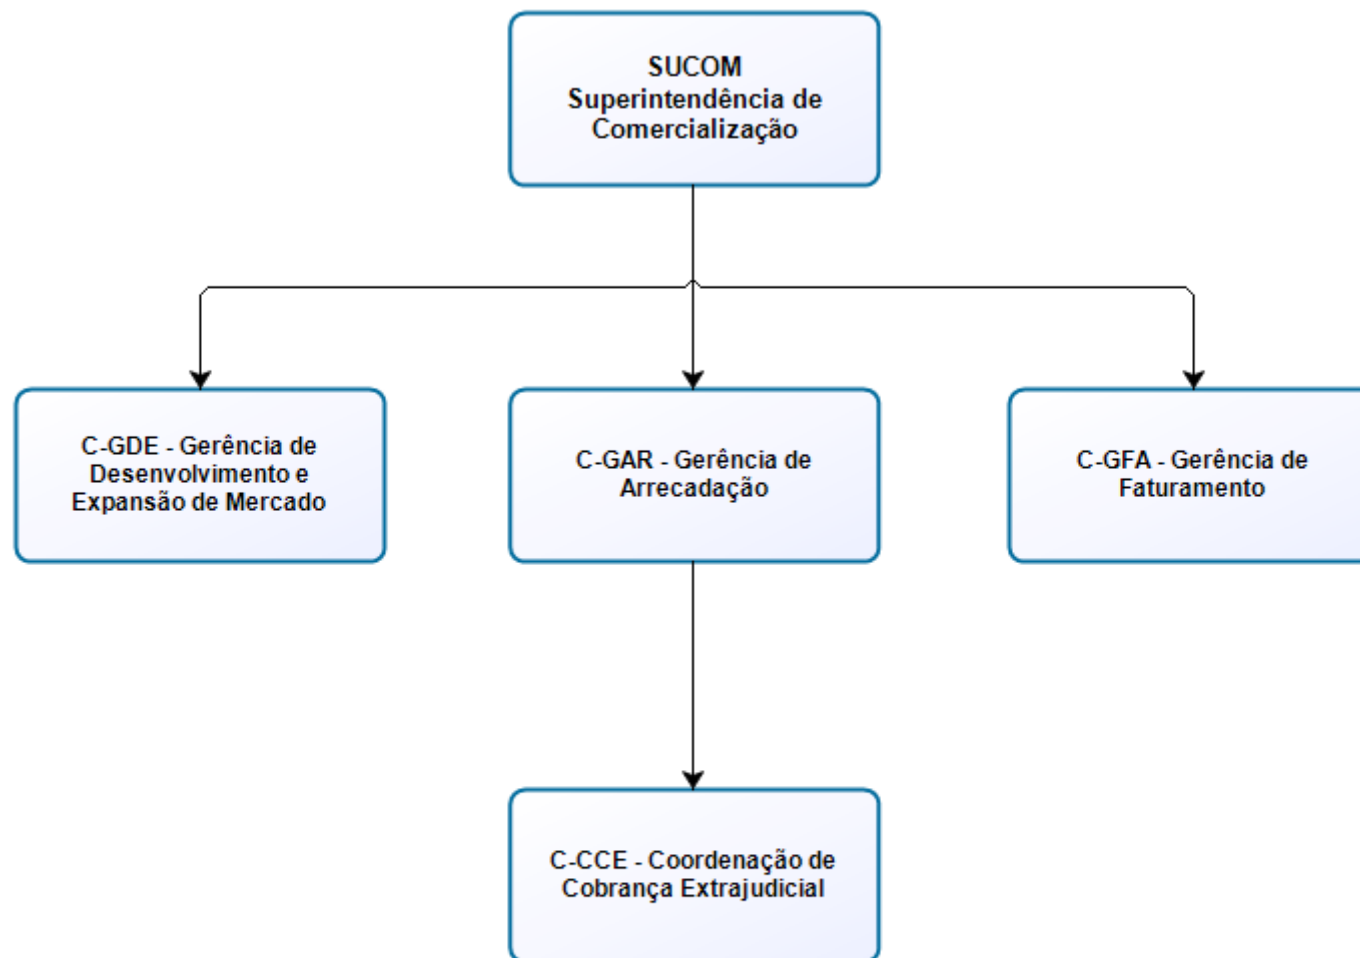 SUCOM
Superintendência de
Comercialização
C-GDE - Gerência de
Desenvolvimento e
Expansão de Mercado
C-GAR - Gerência de
Arrecadação
C-GFA - Gerência de
Faturamento
C-CCE - Coordenação de
Cobrança Extrajudicial